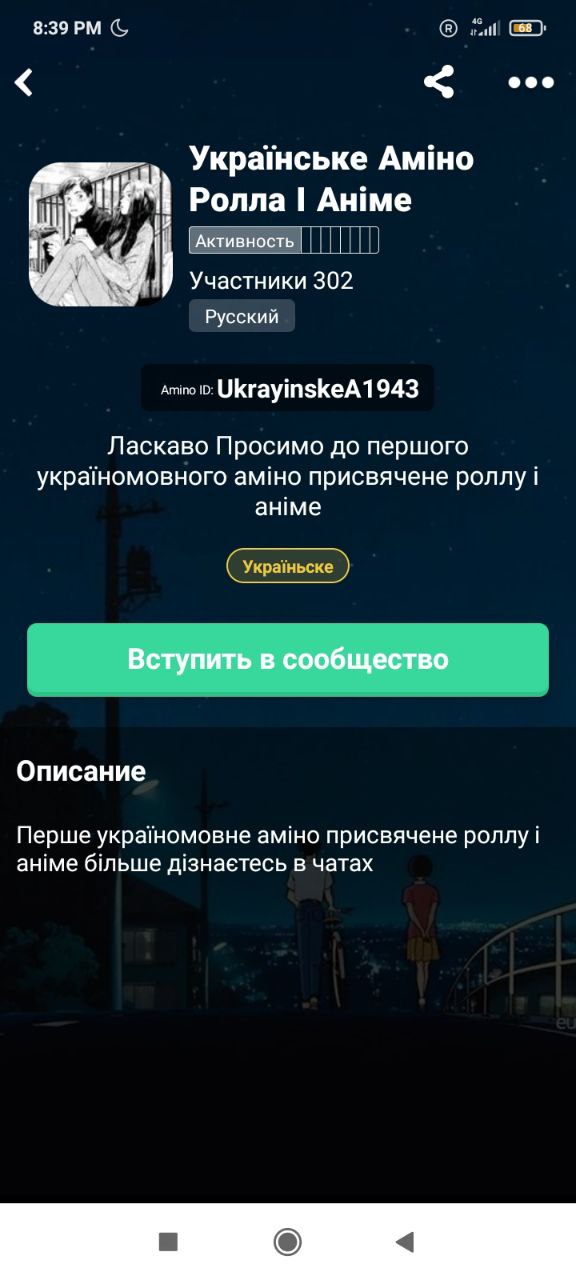 8:39 PM
R 4G 68
Українське Аміно
Ролла І Аніме
Активность
Участники 302
Русский
Amino ID: UkrayinskeA1943
Ласкаво Просимо до першого
україномовного аміно присвячене роллу і
аніме
Україньске
Вступить в сообщество
Описание
Перше україномовне аміно присвячене роллу і
аніме більше дізнаєтесь в чатах
eu